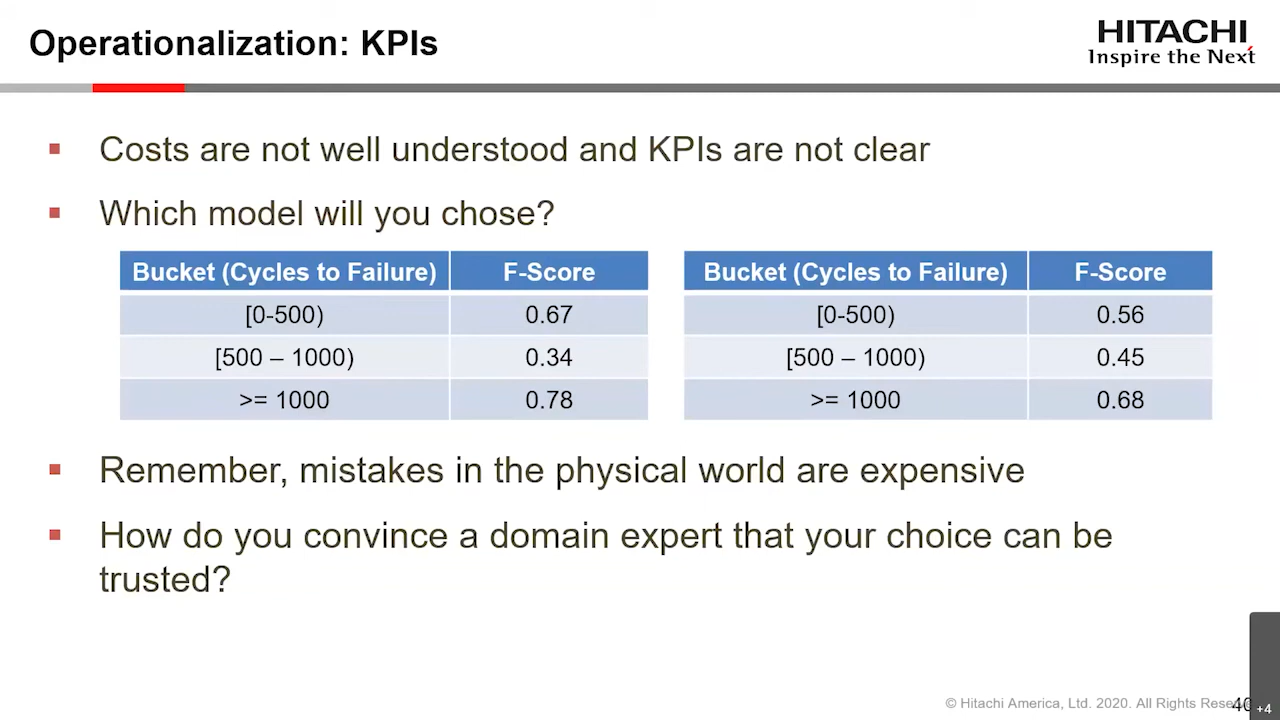 Operationalization: KPIs
HITACHI
Inspire the Next
Costs are not well understood and KPIs are not clear
Which model will you chose?
Bucket (Cycles to Failure) F-Score
[0-500) 0.67
[500 – 1000) 0.34
>= 1000 0.78
Bucket (Cycles to Failure) F-Score
[0-500) 0.56
[500 – 1000) 0.45
>= 1000 0.68
Remember, mistakes in the physical world are expensive
How do you convince a domain expert that your choice can be
trusted?
© Hitachi America, Ltd. 2020. All Rights
+4